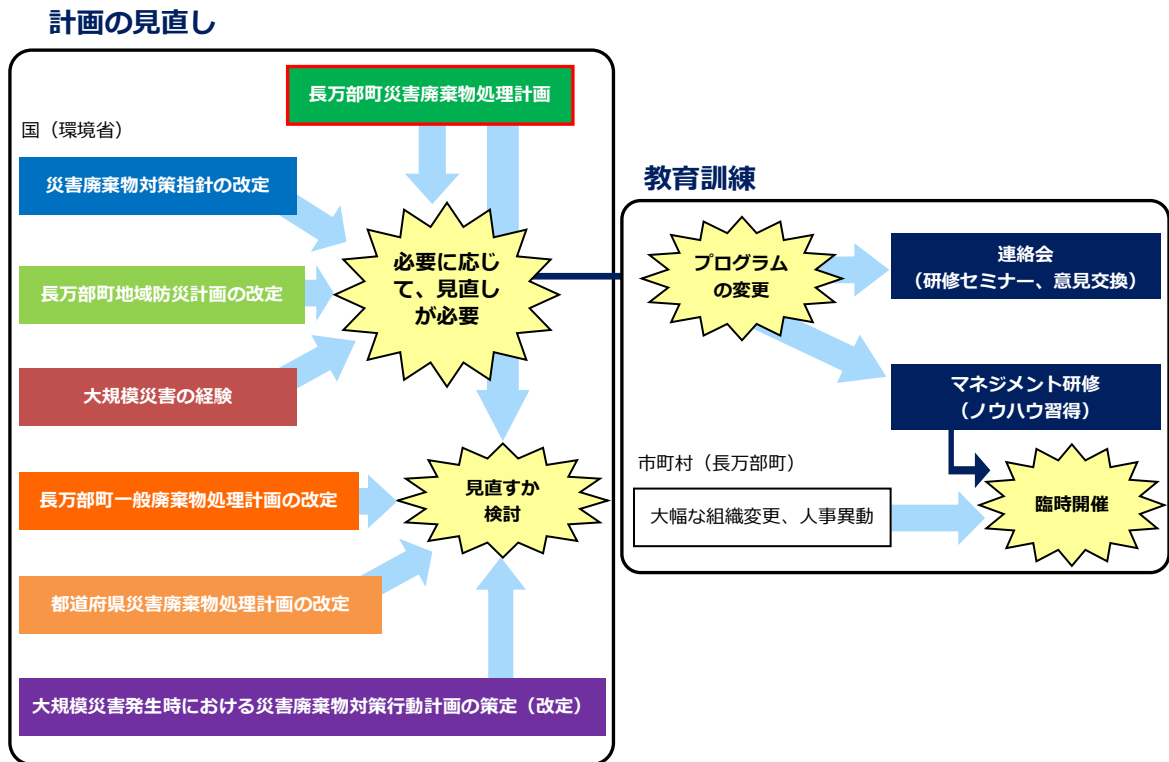 計画の見直し
長万部町災害廃棄物処理計画
国（環境省）
災害廃棄物対策指針の改定
長万部町地域防災計画の改定
大規模災害の経験
必要に応じ
て、見直し
が必要
長万部町一般廃棄物処理計画の改定
都道府県災害廃棄物処理計画の改定
見直すか
検討
大規模災害発生時における災害廃棄物対策行動計画の策定（改定）
教育訓練
プログラム
の変更
連絡会
（研修セミナー、意見交換）
マネジメント研修
（ノウハウ習得）
市町村（長万部町）
大幅な組織変更、人事異動
臨時開催